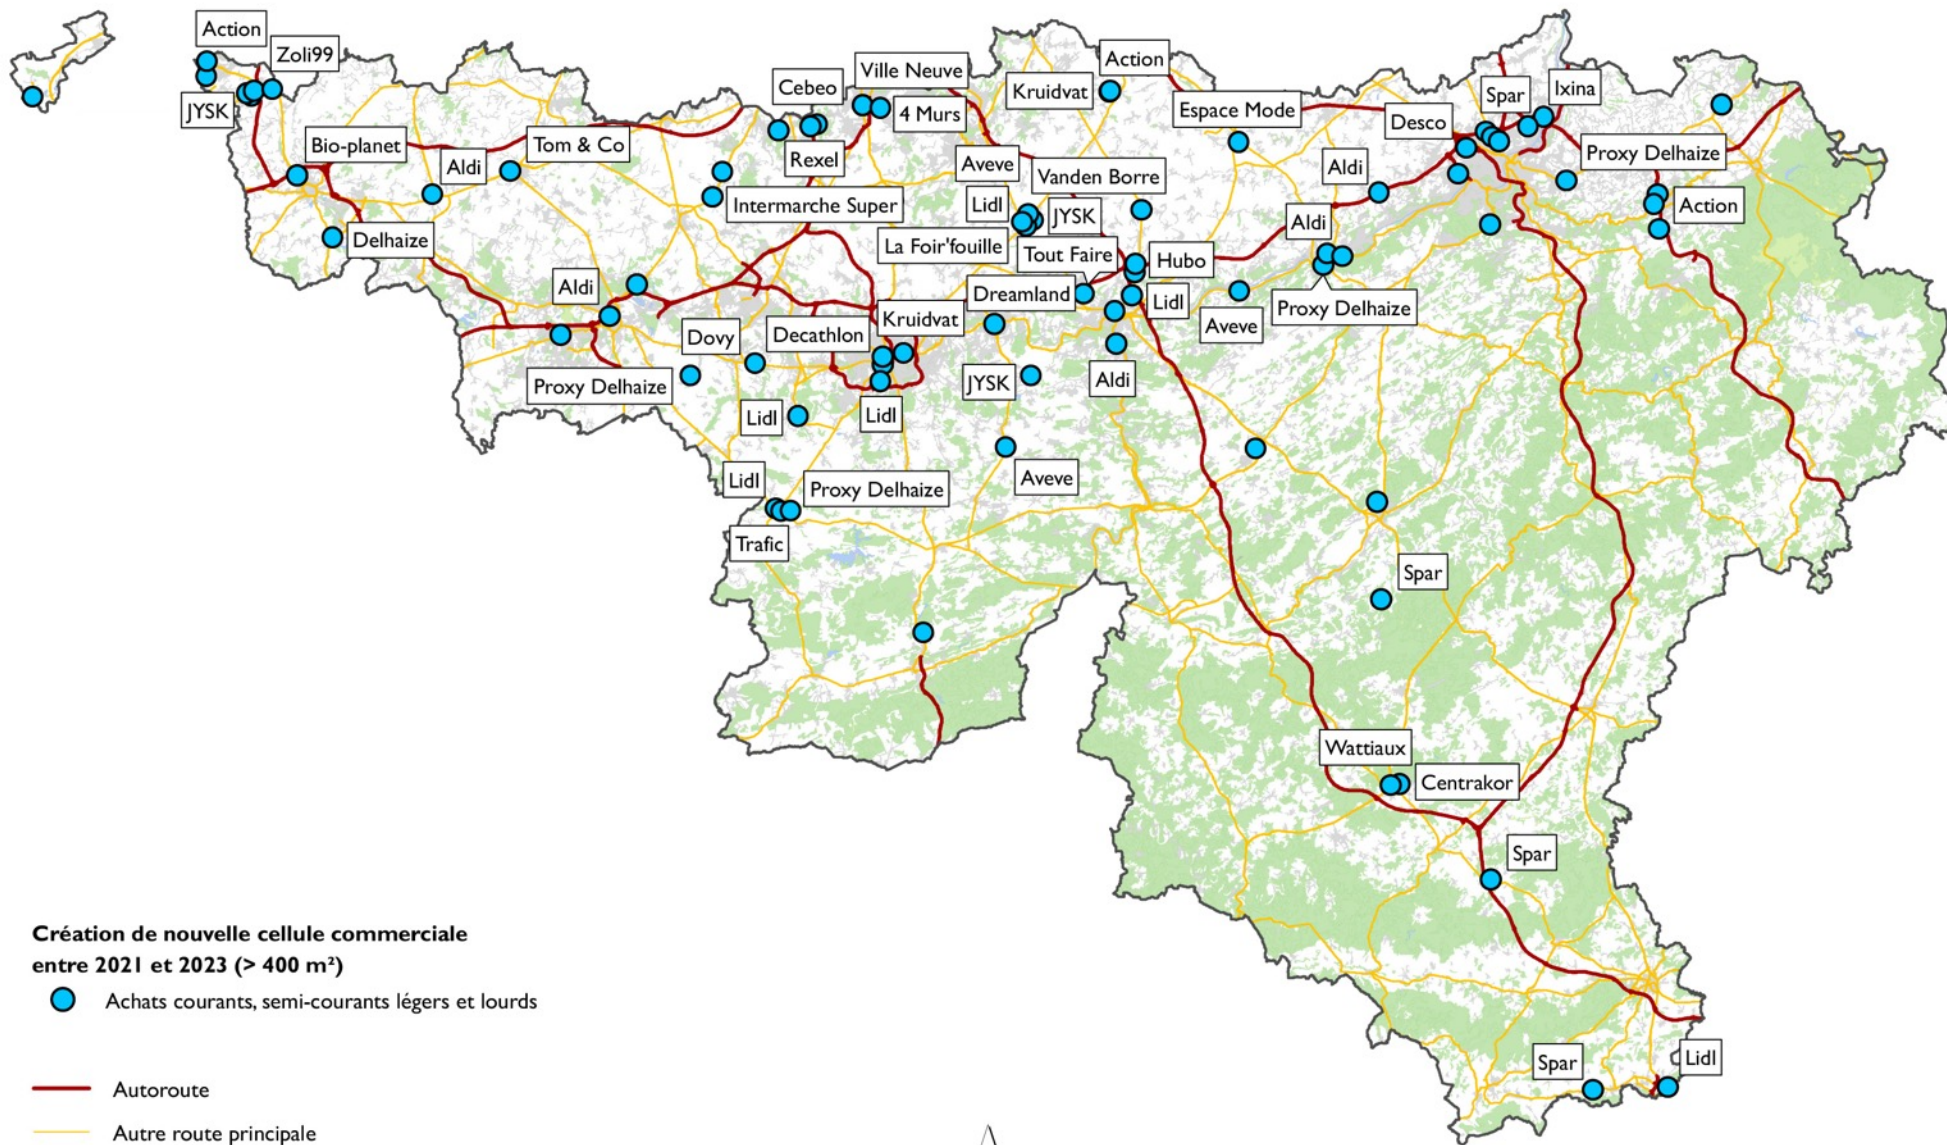 Action
Zoli99
JYSK
Bio-planet
Aldi
Tom & Co
Delhaize
Cebeo
Ville Neuve
4 Murs
Rexel
Intermarche Super
Kruidvat
Action
Aveve
Vanden Borre
Lidl
JYSK
La Foir'fouille
Tout Faire
Hubo
Dreamland
Lidl
Espace Mode
Desco
Spar
Ixina
Aldi
Proxy Delhaize
Action
Aldi
Proxy Delhaize
Aveve
Aldi
Dovy
Decathlon
Kruidvat
Proxy Delhaize
Lidl
Lidl
JYSK
Aldi
Aveve
Lidl
Proxy Delhaize
Trafic
Spar
Wattiaux
Centrakor
Spar
Spar
Lidl
Création de nouvelle cellule commerciale
entre 2021 et 2023 (> 400 m²)
Achats courants, semi-courants légers et lourds
Autoroute
Autre route principale